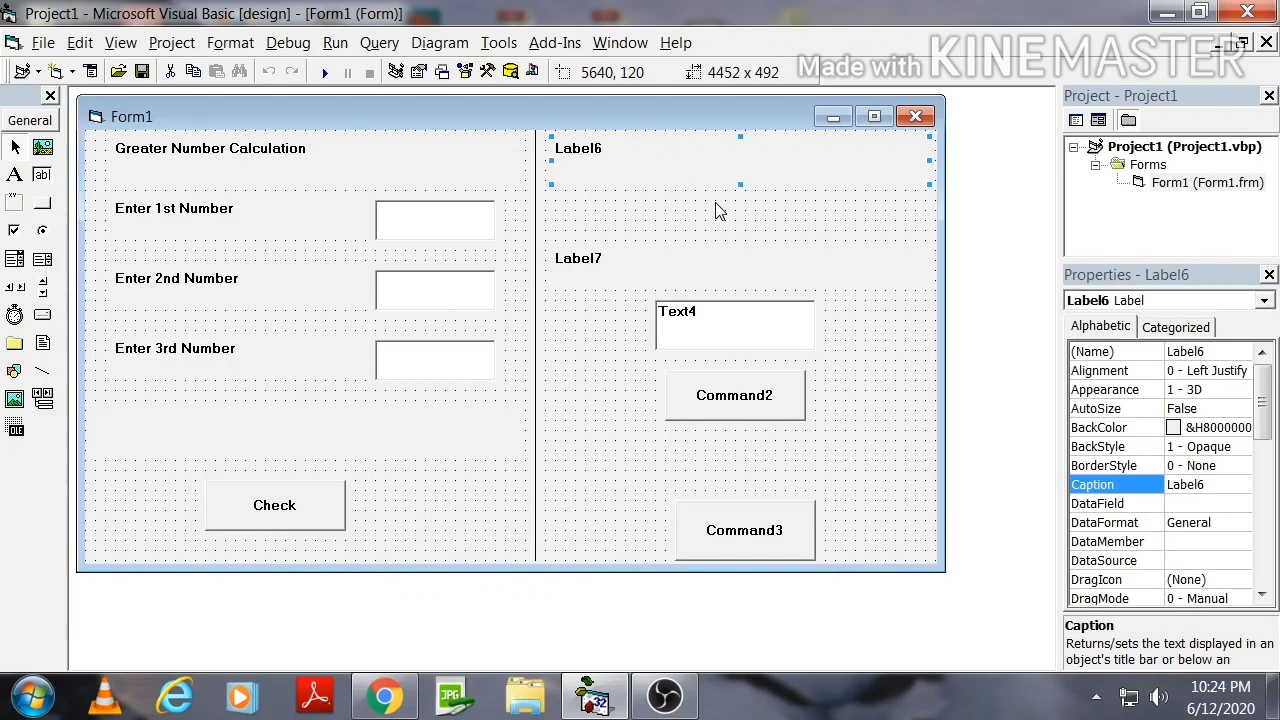 Project1 - Microsoft Visual Basic [design] - [Form1 (Form)]
File Edit View Project Format Debug Run Query Diagram Tools Add-Ins Window Help
5640, 120
4452 x 492
Made with KINEMASTER
General
Form1
Greater Number Calculation
Enter 1st Number
Enter 2nd Number
Enter 3rd Number
Check
Label6
Label7
Text4
Command2
Command3
Project - Project1
Project1 (Project1.vbp)
Forms
Form1 (Form1.frm)
Properties - Label6
Label6 Label
Alphabetic Categorized
(Name) Label6
Alignment 0 - Left Justify
Appearance 1 - 3D
AutoSize False
BackColor &H8000000
BackStyle 1 - Opaque
BorderStyle 0 - None
Caption Label6
DataField
DataFormat General
DataMember
DataSource
DragIcon (None)
DragMode 0 - Manual
Caption
Returns/sets the text displayed in an
object's title bar or below an
JPG
32
10:24 PM
6/12/2020